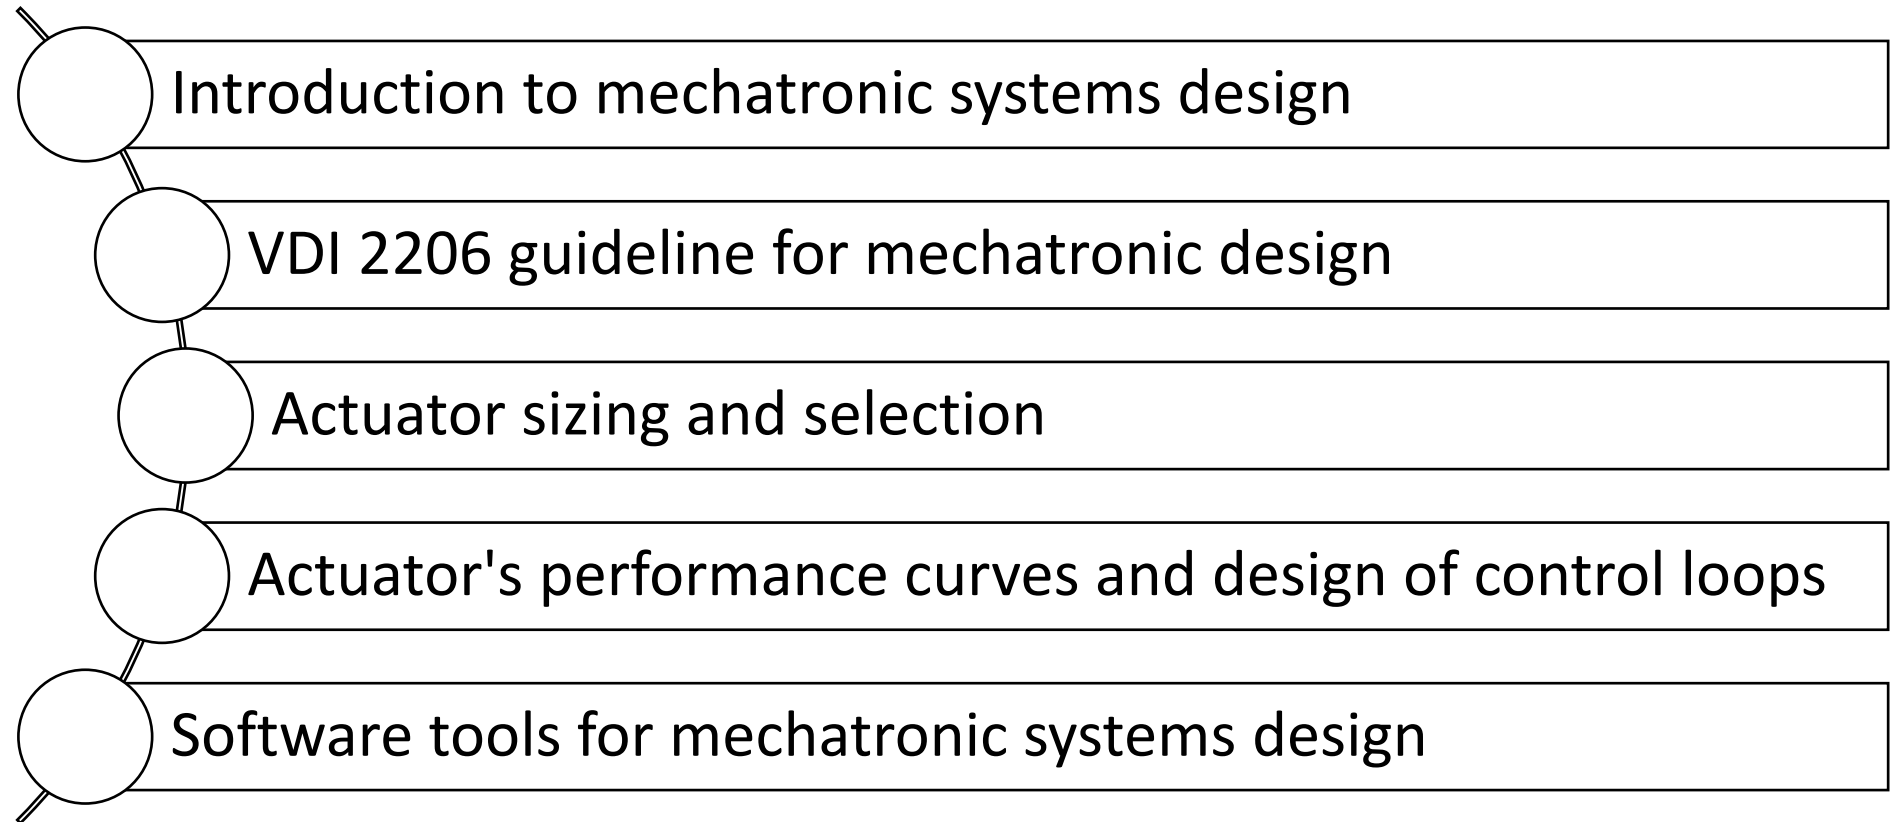 Introduction to mechatronic systems design
VDI 2206 guideline for mechatronic design
Actuator sizing and selection
Actuator's performance curves and design of control loops
Software tools for mechatronic systems design